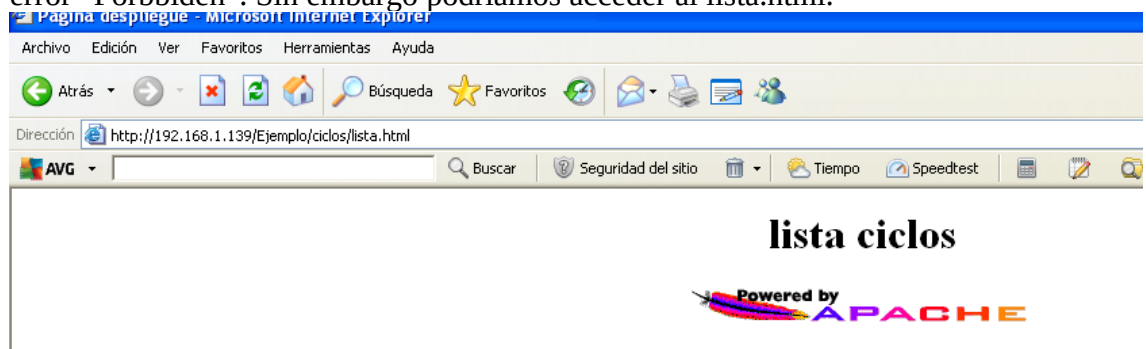 error "Forbbiden". Sin embargo podríamos acceder al lista.html:
Página despliegue - Microsoft Internet Explorer
Archivo Edición Ver Favoritos Herramientas Ayuda
Atrás Búsqueda Favoritos
Dirección http://192.168.1.139/Ejemplo/ciclos/lista.html
AVG Buscar Seguridad del sitio Tiempo Speedtest
lista ciclos
Powered by
APACHE